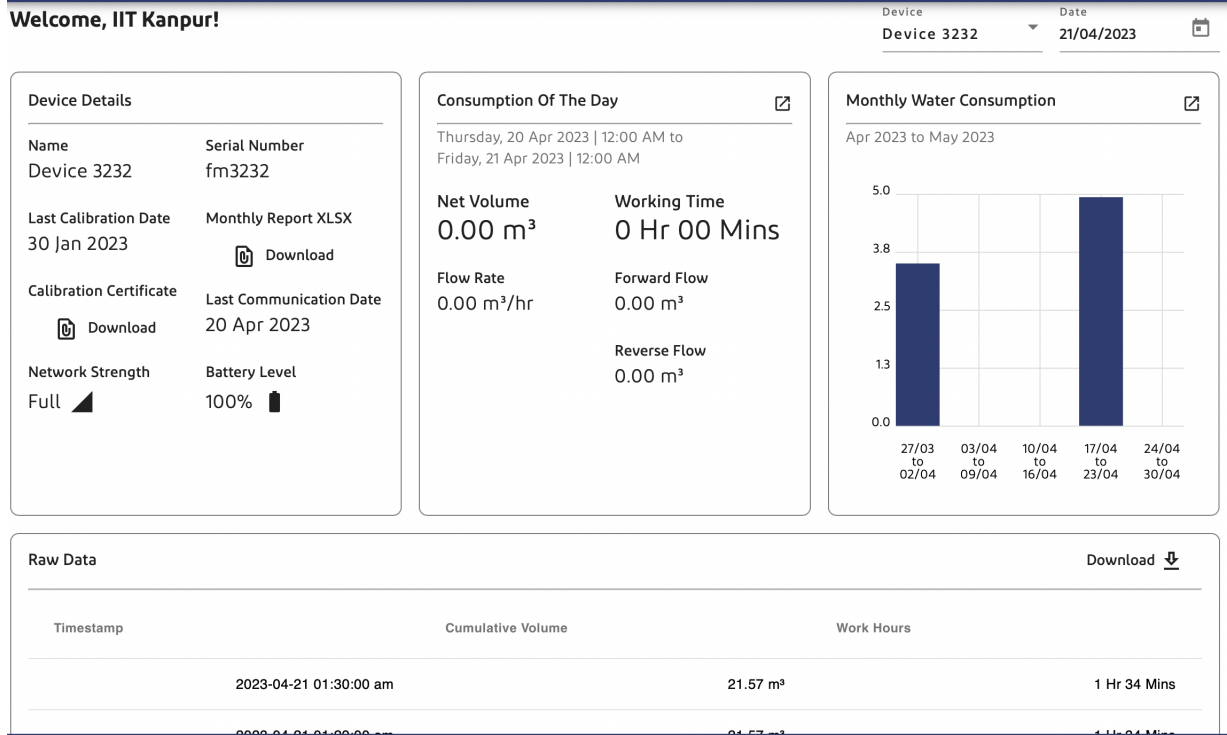 Welcome, IIT Kanpur!
Device
Device 3232
Date
21/04/2023
Device Details
Name
Device 3232
Serial Number
fm3232
Last Calibration Date
30 Jan 2023
Monthly Report XLSX
Download
Calibration Certificate
Download
Last Communication Date
20 Apr 2023
Network Strength
Full
Battery Level
100%
Consumption Of The Day
Thursday, 20 Apr 2023 | 12:00 AM to
Friday, 21 Apr 2023 | 12:00 AM
Net Volume
0.00 m³
Working Time
0 Hr 00 Mins
Flow Rate
0.00 m³/hr
Forward Flow
0.00 m³
Reverse Flow
0.00 m³
Monthly Water Consumption
Apr 2023 to May 2023
5.0
3.8
2.5
1.3
0.0
27/03
to
02/04
03/04
to
09/04
10/04
to
16/04
17/04
to
23/04
24/04
to
30/04
Raw Data
Download
Timestamp Cumulative Volume Work Hours
2023-04-21 01:30:00 am 21.57 m³ 1 Hr 34 Mins